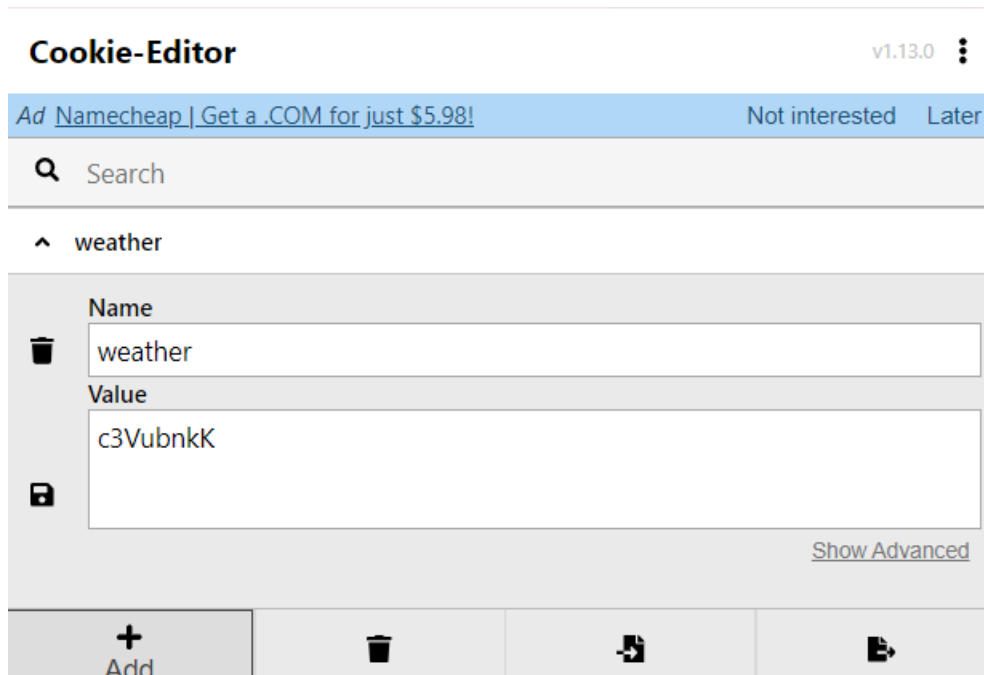 Cookie-Editor v1.13.0
Ad Namecheap | Get a .COM for just $5.98! Not interested Later
Search
weather
Name
weather
Value
c3VubnkK
Show Advanced
Add